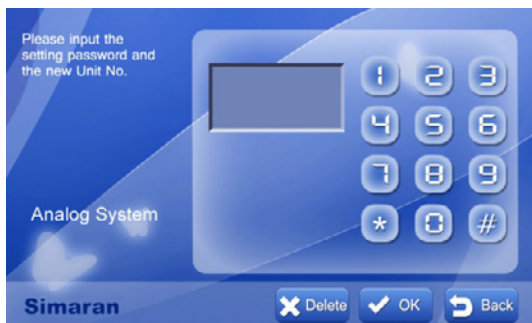 Please input the
setting password and
the new Unit No.
1 2 3
4 5 6
7 8 9
* 0 #
Analog System
Simaran
Delete
OK
Back